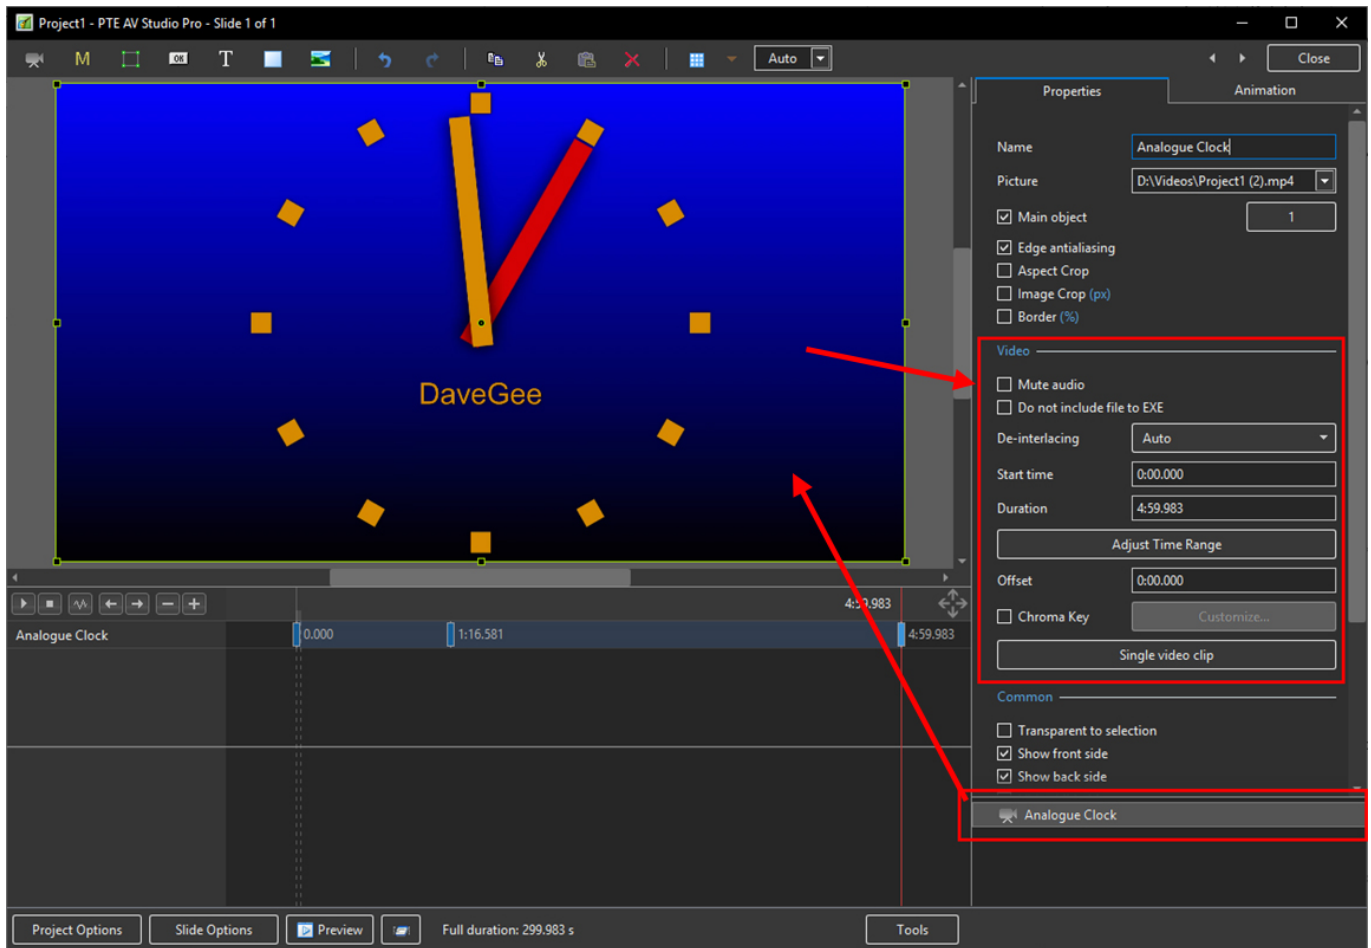 Project1 - PTE AV Studio Pro - Slide 1 of 1
M OK T Auto Close
Properties Animation
Name Analogue Clock
Picture D:\Videos\Project1 (2).mp4
Main object 1
Edge antialiasing
Aspect Crop
Image Crop (px)
Border (%)
DaveGee
Video
Mute audio
Do not include file to EXE
De-interlacing Auto
Start time 0:00.000
Duration 4:59.983
Adjust Time Range
Offset 0:00.000
Chroma Key Customize...
Single video clip
4:59.983
Analogue Clock 0.000 1:16.581 4:59.983
Common
Transparent to selection
Show front side
Show back side
Analogue Clock
Project Options Slide Options Preview Full duration: 299.983 s Tools